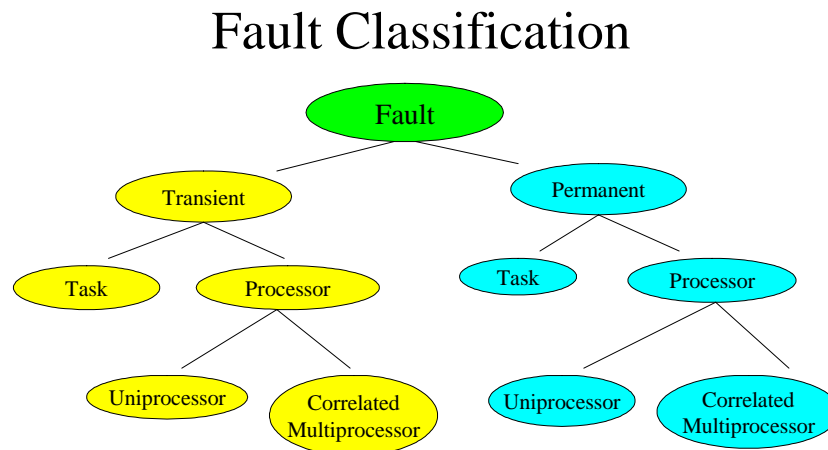 Fault Classification
Fault
Transient
Permanent
Task
Processor
Task
Processor
Uniprocessor
Correlated
Multiprocessor
Uniprocessor
Correlated
Multiprocessor